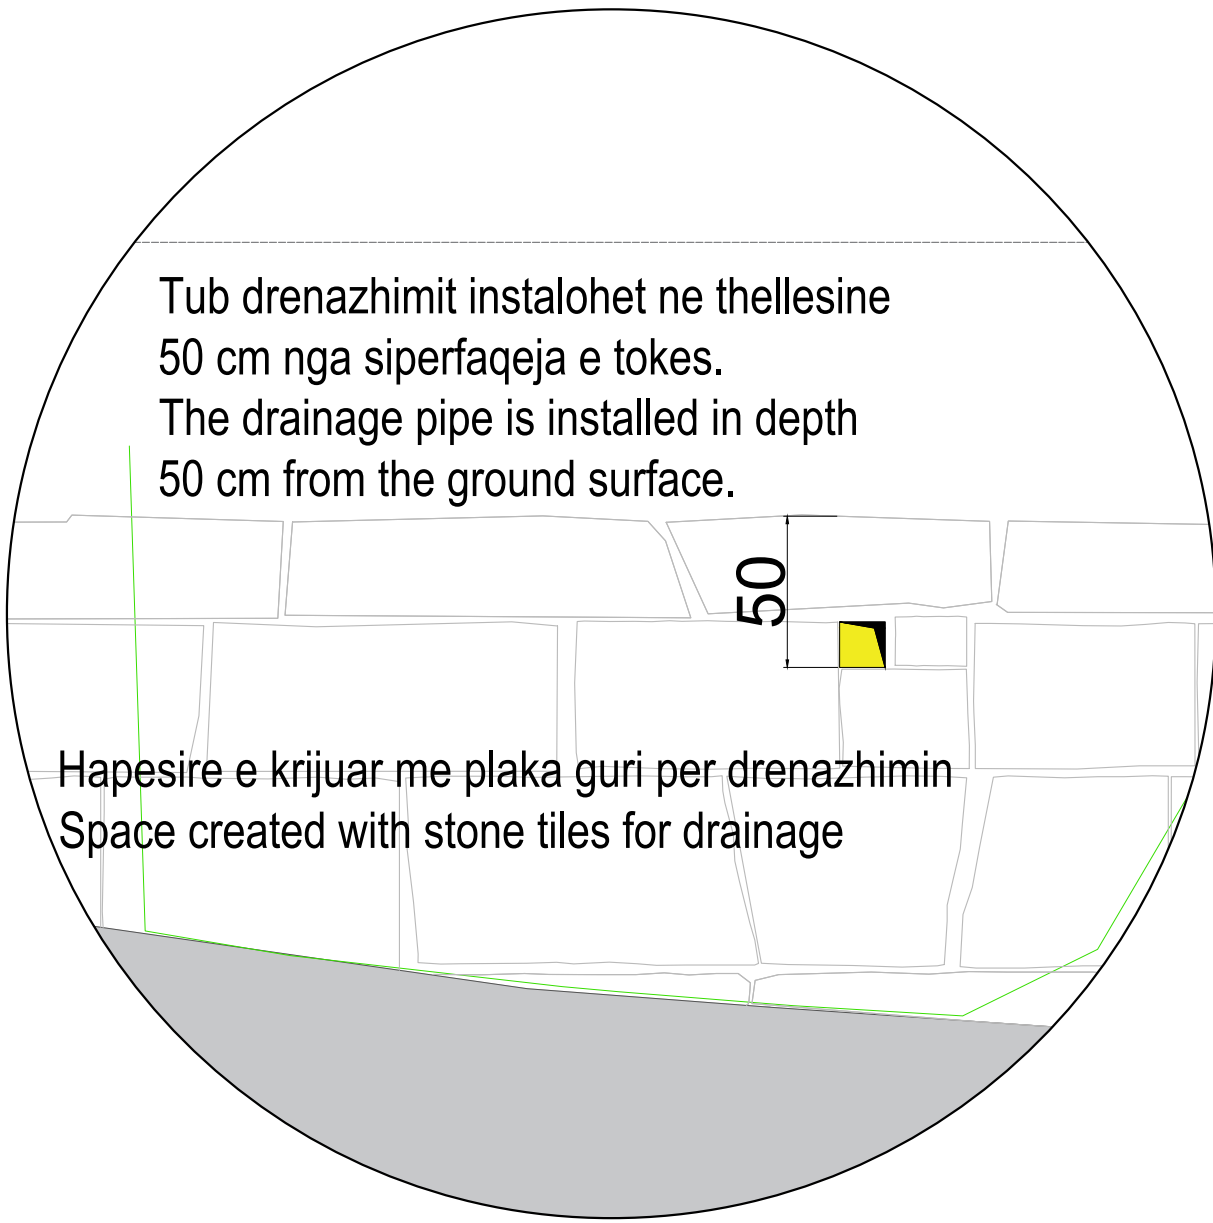 Tub drenazhimit instalohet ne thellesine
50 cm nga siperfaqeja e tokes.
The drainage pipe is installed in depth
50 cm from the ground surface.
50
Hapesire e krijuar me plaka guri per drenazhimin
Space created with stone tiles for drainage